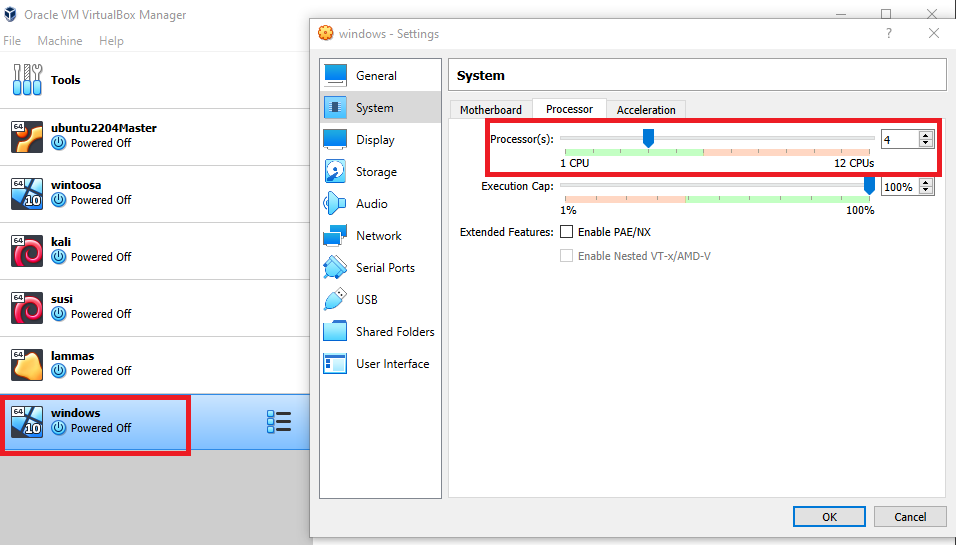 Oracle VM VirtualBox Manager
File Machine Help
Tools
64
ubuntu2204Master
Powered Off
64
10
wintoosa
Powered Off
64
kali
Powered Off
64
susi
Powered Off
64
lammas
Powered Off
64
10
windows
Powered Off
windows - Settings
?
General
System
Display
Storage
Audio
Network
Serial Ports
USB
Shared Folders
User Interface
System
Motherboard Processor Acceleration
Processor(s): 4
1 CPU 12 CPUs
Execution Cap: 100%
1% 100%
Extended Features: Enable PAE/NX
Enable Nested VT-x/AMD-V
OK Cancel